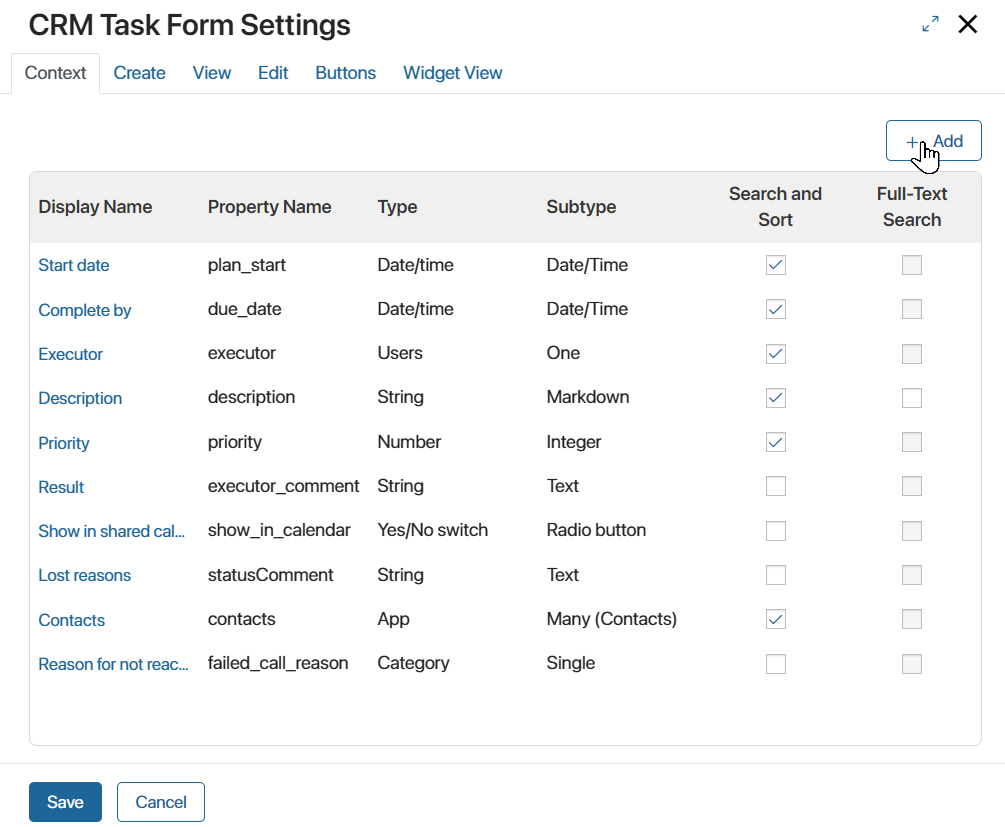 CRM Task Form Settings
Context Create View Edit Buttons Widget View
+ Add
Display Name Property Name Type Subtype Search and Sort Full-Text Search
Start date plan_start Date/time Date/Time
Complete by due_date Date/time Date/Time
Executor executor Users One
Description description String Markdown
Priority priority Number Integer
Result executor_comment String Text
Show in shared cal... show_in_calendar Yes/No switch Radio button
Lost reasons statusComment String Text
Contacts contacts App Many (Contacts)
Reason for not reac... failed_call_reason Category Single
Save Cancel